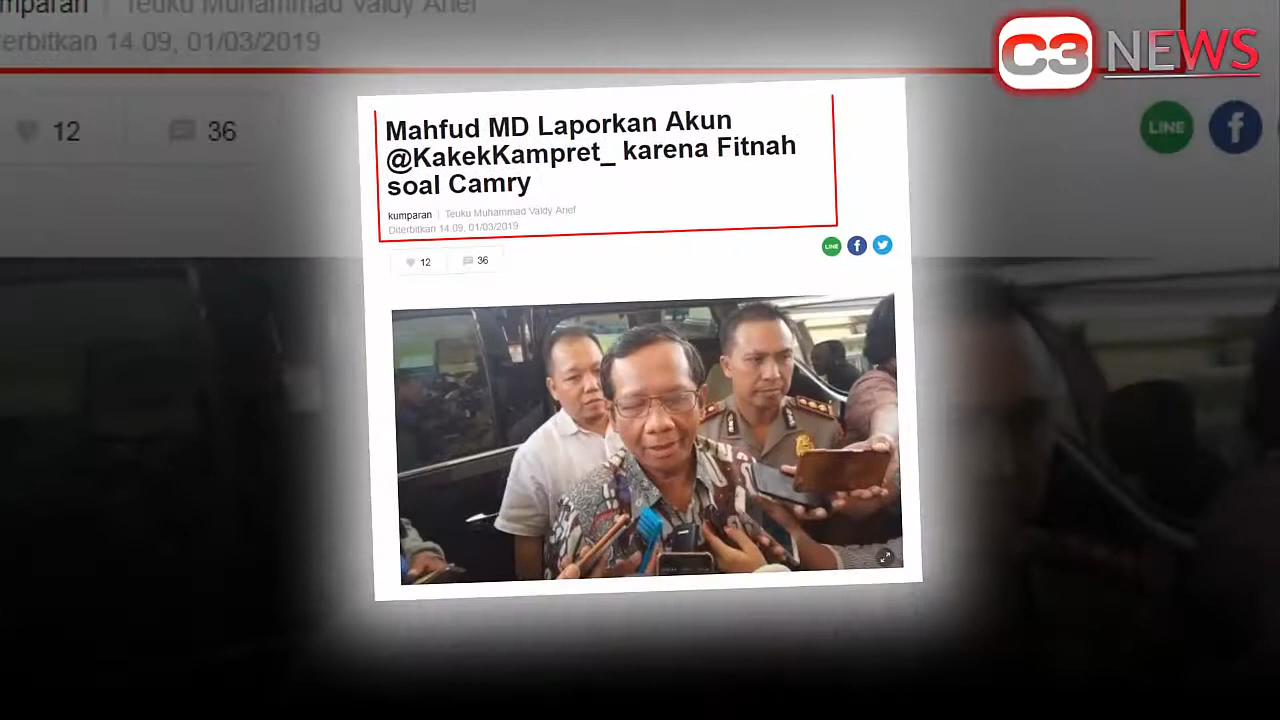 kumparan | Teuku Muhammad Valdy Arief
terbitkan 14.09, 01/03/2019
C3 NEWS
12
36
LINE
f
Mahfud MD Laporkan Akun
@KakekKampret_ karena Fitnah
soal Camry
kumparan | Teuku Muhammad Valdy Arief
Diterbitkan 14.09, 01/03/2019
12
36
LINE
f